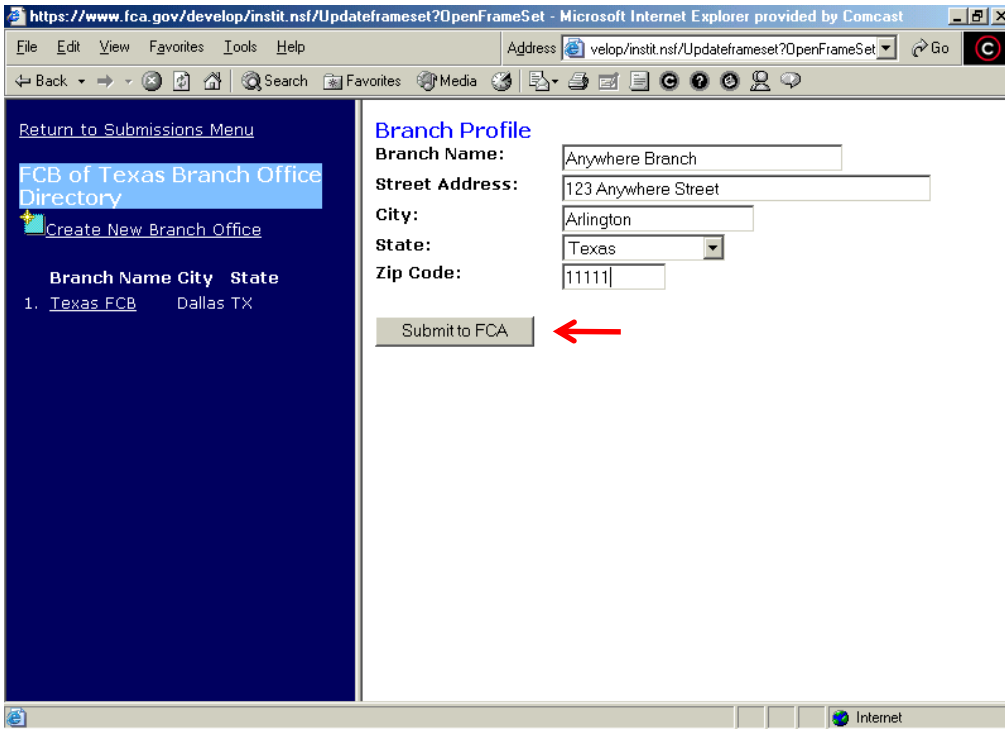 https://www.fca.gov/develop/instit.nsf/Updateframeset?OpenFrameSet - Microsoft Internet Explorer provided by Comcast
File Edit View Favorites Tools Help Address velop/instit.nsf/Updateframeset?OpenFrameSet Go
Back Search Favorites Media
Return to Submissions Menu
FCB of Texas Branch Office
Directory
Create New Branch Office
Branch Name City State
1. Texas FCB Dallas TX
Branch Profile
Branch Name: Anywhere Branch
Street Address: 123 Anywhere Street
City: Arlington
State: Texas
Zip Code: 11111
Submit to FCA
Internet